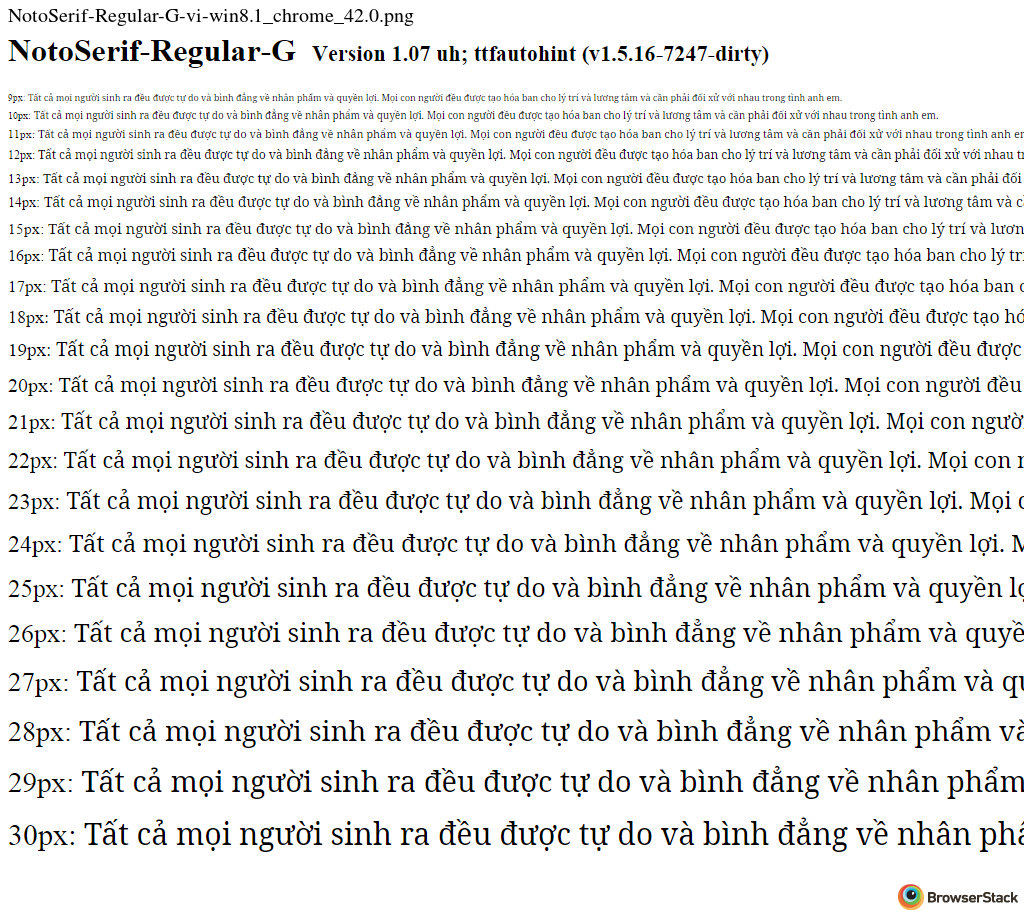 NotoSerif-Regular-G-vi-win8.1_chrome_42.0.png
NotoSerif-Regular-G Version 1.07 uh; ttfautohint (v1.5.16-7247-dirty)
9px: Tất cả mọi người sinh ra đều được tự do và bình đẳng về nhân phẩm và quyền lợi. Mọi con người đều được tạo hóa ban cho lý trí và lương tâm và cần phải đối xử với nhau trong tình anh em.
10px: Tất cả mọi người sinh ra đều được tự do và bình đẳng về nhân phẩm và quyền lợi. Mọi con người đều được tạo hóa ban cho lý trí và lương tâm và cần phải đối xử với nhau trong tình anh em.
11px: Tất cả mọi người sinh ra đều được tự do và bình đẳng về nhân phẩm và quyền lợi. Mọi con người đều được tạo hóa ban cho lý trí và lương tâm và cần phải đối xử với nhau trong tình anh
12px: Tất cả mọi người sinh ra đều được tự do và bình đẳng về nhân phẩm và quyền lợi. Mọi con người đều được tạo hóa ban cho lý trí và lương tâm và cần phải đối xử với nhau
13px: Tất cả mọi người sinh ra đều được tự do và bình đẳng về nhân phẩm và quyền lợi. Mọi con người đều được tạo hóa ban cho lý trí và lương tâm và cần phải đối
14px: Tất cả mọi người sinh ra đều được tự do và bình đẳng về nhân phẩm và quyền lợi. Mọi con người đều được tạo hóa ban cho lý trí và lương tâm và
15px: Tất cả mọi người sinh ra đều được tự do và bình đẳng về nhân phẩm và quyền lợi. Mọi con người đều được tạo hóa ban cho lý trí và lươn
16px: Tất cả mọi người sinh ra đều được tự do và bình đẳng về nhân phẩm và quyền lợi. Mọi con người đều được tạo hóa ban cho lý
17px: Tất cả mọi người sinh ra đều được tự do và bình đẳng về nhân phẩm và quyền lợi. Mọi con người đều được tạo hóa ban
18px: Tất cả mọi người sinh ra đều được tự do và bình đẳng về nhân phẩm và quyền lợi. Mọi con người đều được tạo hó
19px: Tất cả mọi người sinh ra đều được tự do và bình đẳng về nhân phẩm và quyền lợi. Mọi con người đều được
20px: Tất cả mọi người sinh ra đều được tự do và bình đẳng về nhân phẩm và quyền lợi. Mọi con người đều
21px: Tất cả mọi người sinh ra đều được tự do và bình đẳng về nhân phẩm và quyền lợi. Mọi con ngườ
22px: Tất cả mọi người sinh ra đều được tự do và bình đẳng về nhân phẩm và quyền lợi. Mọi con
23px: Tất cả mọi người sinh ra đều được tự do và bình đẳng về nhân phẩm và quyền lợi. Mọi
24px: Tất cả mọi người sinh ra đều được tự do và bình đẳng về nhân phẩm và quyền lợi.
25px: Tất cả mọi người sinh ra đều được tự do và bình đẳng về nhân phẩm và quyền lợ
26px: Tất cả mọi người sinh ra đều được tự do và bình đẳng về nhân phẩm và quyề
27px: Tất cả mọi người sinh ra đều được tự do và bình đẳng về nhân phẩm và
28px: Tất cả mọi người sinh ra đều được tự do và bình đẳng về nhân phẩm và
29px: Tất cả mọi người sinh ra đều được tự do và bình đẳng về nhân phẩm
30px: Tất cả mọi người sinh ra đều được tự do và bình đẳng về nhân phẩ
BrowserStack